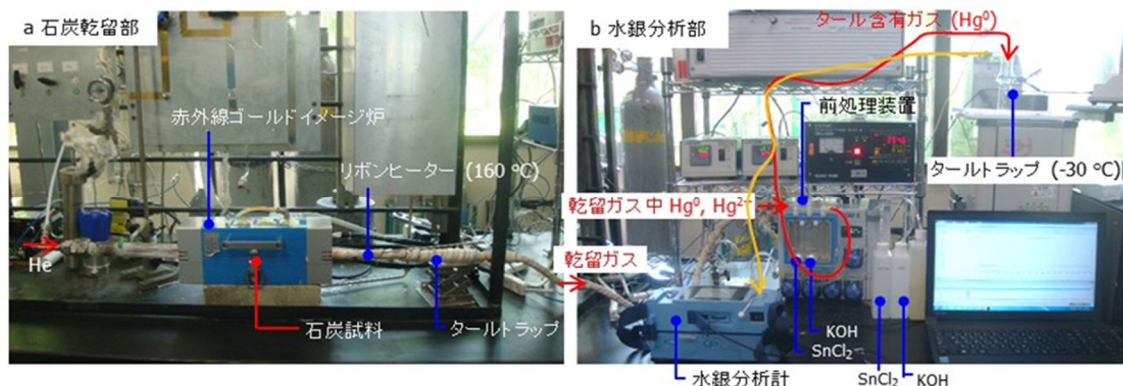 a 石炭乾留部
赤外線ゴールドイメージ炉
リボンヒーター (160 ºC)
He
石炭試料
タールトラップ
乾留ガス
b 水銀分析部
タール含有ガス (Hg⁰)
前処理装置
タールトラップ (-30 ºC)
乾留ガス中 Hg⁰, Hg²⁺
KOH
SnCl₂
水銀分析計
SnCl₂
KOH